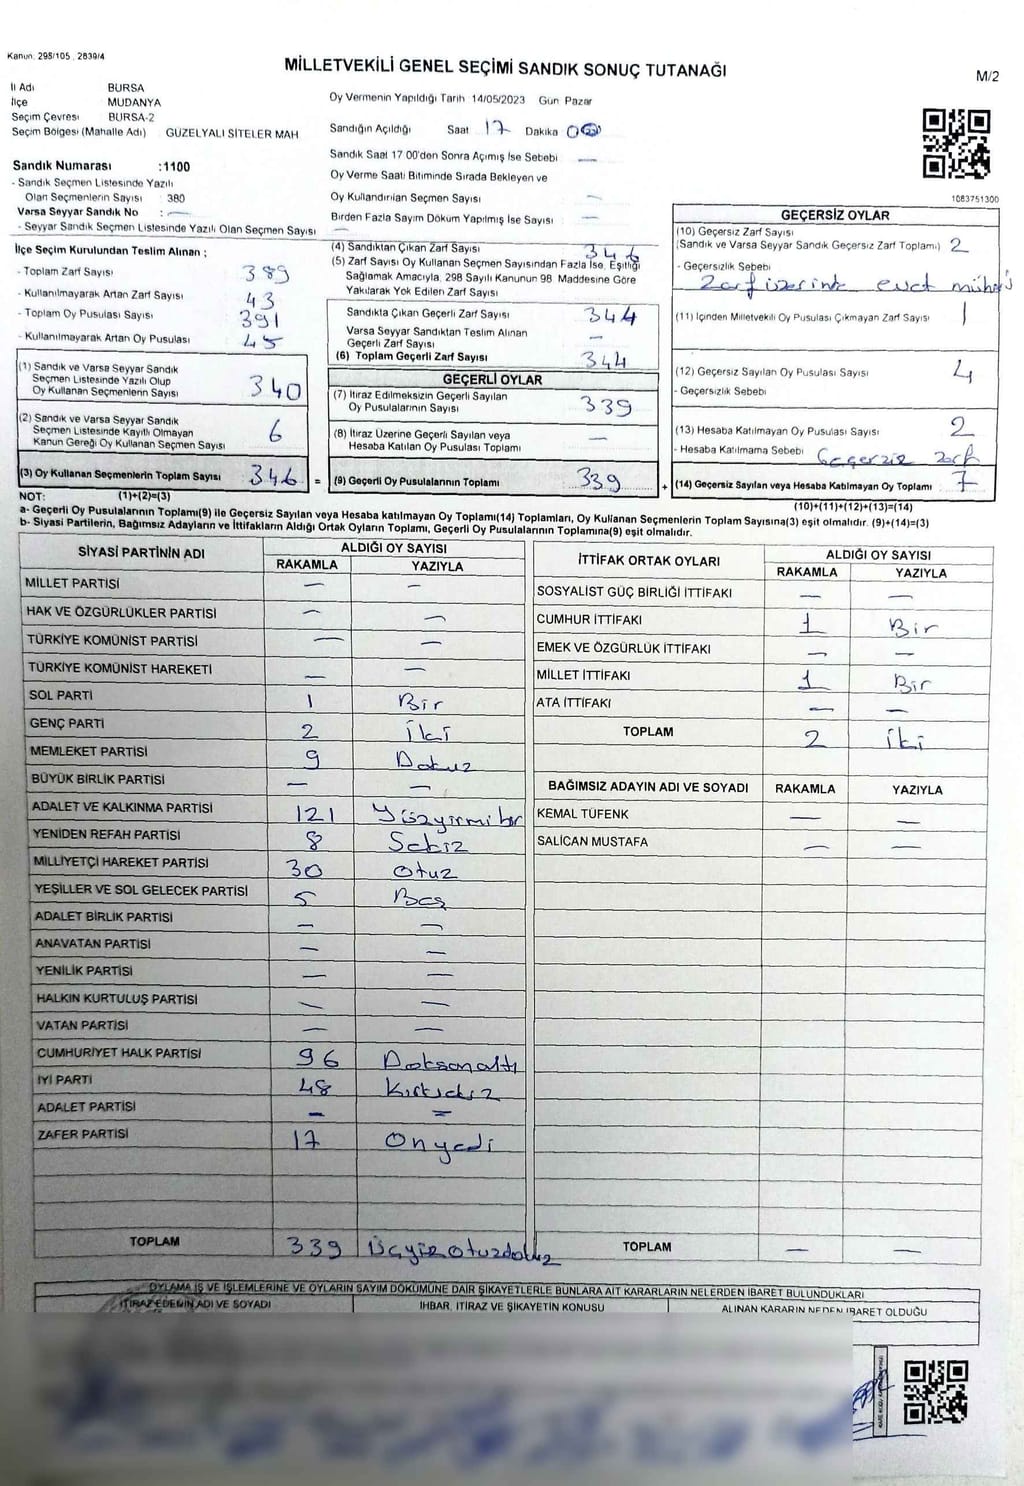 Kanun: 298/105, 2839/4
MİLLETVEKİLİ GENEL SEÇİMİ SANDIK SONUÇ TUTANAĞI
M/2
İl Adı BURSA
İlçe MUDANYA
Seçim Çevresi BURSA-2
Seçim Bölgesi (Mahalle Adı) GÜZELYALI SİTELER MAH
Oy Vermenin Yapıldığı Tarih 14/05/2023 Gün Pazar
Sandığın Açıldığı Saat 17 Dakika 00
Sandık Saat 17 00'den Sonra Açımış İse Sebebi —
Oy Verme Saati Bitiminde Sırada Bekleyen ve
Oy Kullandırılan Seçmen Sayısı —
Birden Fazla Sayım Döküm Yapılmış İse Sayısı —
Sandık Numarası :1100
- Sandık Seçmen Listesinde Yazılı
Olan Seçmenlerin Sayısı : 380
Varsa Seyyar Sandık No : —
- Seyyar Sandık Seçmen Listesinde Yazılı Olan Seçmen Sayısı —
1083751300
İlçe Seçim Kurulundan Teslim Alınan ;
- Toplam Zarf Sayısı 389
- Kullanılmayarak Artan Zarf Sayısı 43
- Toplam Oy Pusulası Sayısı 391
- Kullanılmayarak Artan Oy Pusulası 45
(1) Sandık ve Varsa Seyyar Sandık
Seçmen Listesinde Yazılı Olup
Oy Kullanan Seçmenlerin Sayısı 340
(2) Sandık ve Varsa Seyyar Sandık
Seçmen Listesinde Kayıtlı Olmayan
Kanun Gereği Oy Kullanan Seçmen Sayısı 6
(3) Oy Kullanan Seçmenlerin Toplam Sayısı 346 =
(4) Sandıktan Çıkan Zarf Sayısı 346
(5) Zarf Sayısı Oy Kullanan Seçmen Sayısından Fazla İse, Eşitliği
Sağlamak Amacıyla, 298 Sayılı Kanunun 98 Maddesine Göre
Yakılarak Yok Edilen Zarf Sayısı
Sandıkta Çıkan Geçerli Zarf Sayısı 344
Varsa Seyyar Sandıktan Teslim Alınan
Geçerli Zarf Sayısı —
(6) Toplam Geçerli Zarf Sayısı 344
GEÇERLİ OYLAR
(7) İtiraz Edilmeksizin Geçerli Sayılan
Oy Pusulalarının Sayısı 339
(8) İtiraz Üzerine Geçerli Sayılan veya
Hesaba Katılan Oy Pusulaları Toplamı —
(9) Geçerli Oy Pusulalarının Toplamı 339 +
GEÇERSİZ OYLAR
(10) Geçersiz Zarf Sayısı
(Sandık ve Varsa Seyyar Sandık Geçersiz Zarf Toplamı) 2
- Geçersizlik Sebebi
Zarf üzerinde evet mührü
(11) İçinden Milletvekili Oy Pusulası Çıkmayan Zarf Sayısı 1
(12) Geçersiz Sayılan Oy Pusulası Sayısı 4
- Geçersizlik Sebebi
(13) Hesaba Katılmayan Oy Pusulası Sayısı 2
- Hesaba Katılmama Sebebi Geçersiz zarf
(14) Geçersiz Sayılan veya Hesaba Katılmayan Oy Toplamı 7
NOT: (1)+(2)=(3)
(10)+(11)+(12)+(13)=(14)
a- Geçerli Oy Pusulalarının Toplamı(9) ile Geçersiz Sayılan veya Hesaba katılmayan Oy Toplamı(14) Toplamları, Oy Kullanan Seçmenlerin Toplam Sayısına(3) eşit olmalıdır. (9)+(14)=(3)
b- Siyasi Partilerin, Bağımsız Adayların ve İttifakların Aldığı Ortak Oyların Toplamı, Geçerli Oy Pusulalarının Toplamına(9) eşit olmalıdır.
SİYASİ PARTİNİN ADI ALDIĞI OY SAYISI
RAKAMLA YAZIYLA
MİLLET PARTİSİ — —
HAK VE ÖZGÜRLÜKLER PARTİSİ — —
TÜRKİYE KOMÜNİST PARTİSİ — —
TÜRKİYE KOMÜNİST HAREKETİ — —
SOL PARTİ 1 Bir
GENÇ PARTİ 2 İki
MEMLEKET PARTİSİ 9 Dokuz
BÜYÜK BİRLİK PARTİSİ — —
ADALET VE KALKINMA PARTİSİ 121 Yüzyirmi bir
YENİDEN REFAH PARTİSİ 8 Sekiz
MİLLİYETÇİ HAREKET PARTİSİ 30 Otuz
YEŞİLLER VE SOL GELECEK PARTİSİ 5 Beş
ADALET BİRLİK PARTİSİ — —
ANAVATAN PARTİSİ — —
YENİLİK PARTİSİ — —
HALKIN KURTULUŞ PARTİSİ — —
VATAN PARTİSİ — —
CUMHURİYET HALK PARTİSİ 96 Doksanaltı
İYİ PARTİ 48 Kırksekiz
ADALET PARTİSİ — =
ZAFER PARTİSİ 17 Onyedi
TOPLAM 339 Üçyüzotuzdokuz
İTTİFAK ORTAK OYLARI ALDIĞI OY SAYISI
RAKAMLA YAZIYLA
SOSYALİST GÜÇ BİRLİĞİ İTTİFAKI — —
CUMHUR İTTİFAKI 1 Bir
EMEK VE ÖZGÜRLÜK İTTİFAKI — —
MİLLET İTTİFAKI 1 Bir
ATA İTTİFAKI — —
TOPLAM 2 İki
BAĞIMSIZ ADAYIN ADI VE SOYADI RAKAMLA YAZIYLA
KEMAL TÜFENK — —
SALİCAN MUSTAFA — —
TOPLAM — —
OYLAMA İŞ VE İŞLEMLERİNE VE OYLARIN SAYIM DÖKÜMÜNE DAİR ŞİKAYETLERLE BUNLARA AİT KARARLARIN NELERDEN İBARET BULUNDUKLARI
İTİRAZ EDENİN ADI VE SOYADI İHBAR, İTİRAZ VE ŞİKAYETİN KONUSU ALINAN KARARIN NEDEN İBARET OLDUĞU